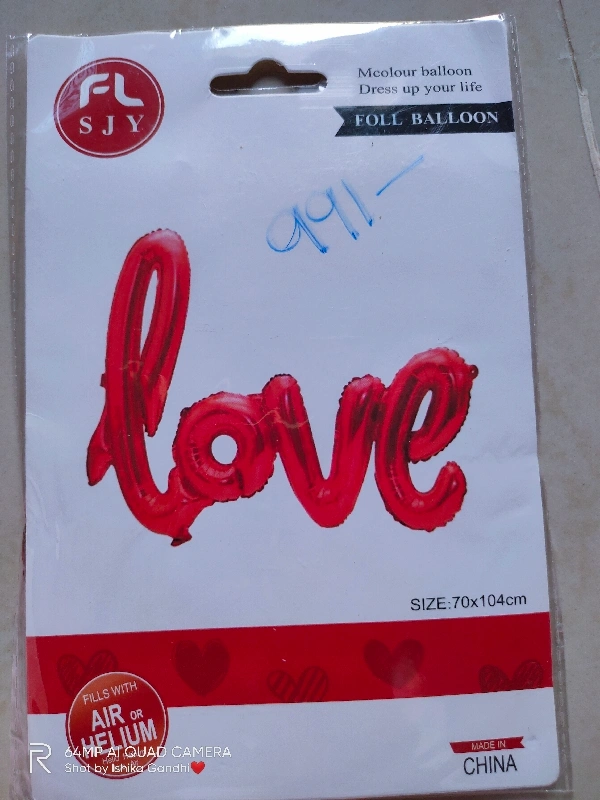 FL
SJY
Mcolour balloon
Dress up your life
FOLL BALLOON
99/-
love
SIZE:70x104cm
FILLS WITH
AIR OR
HELIUM
MADE IN
CHINA
64MP AI QUAD CAMERA
Shot by Ishika Gandhi❤️